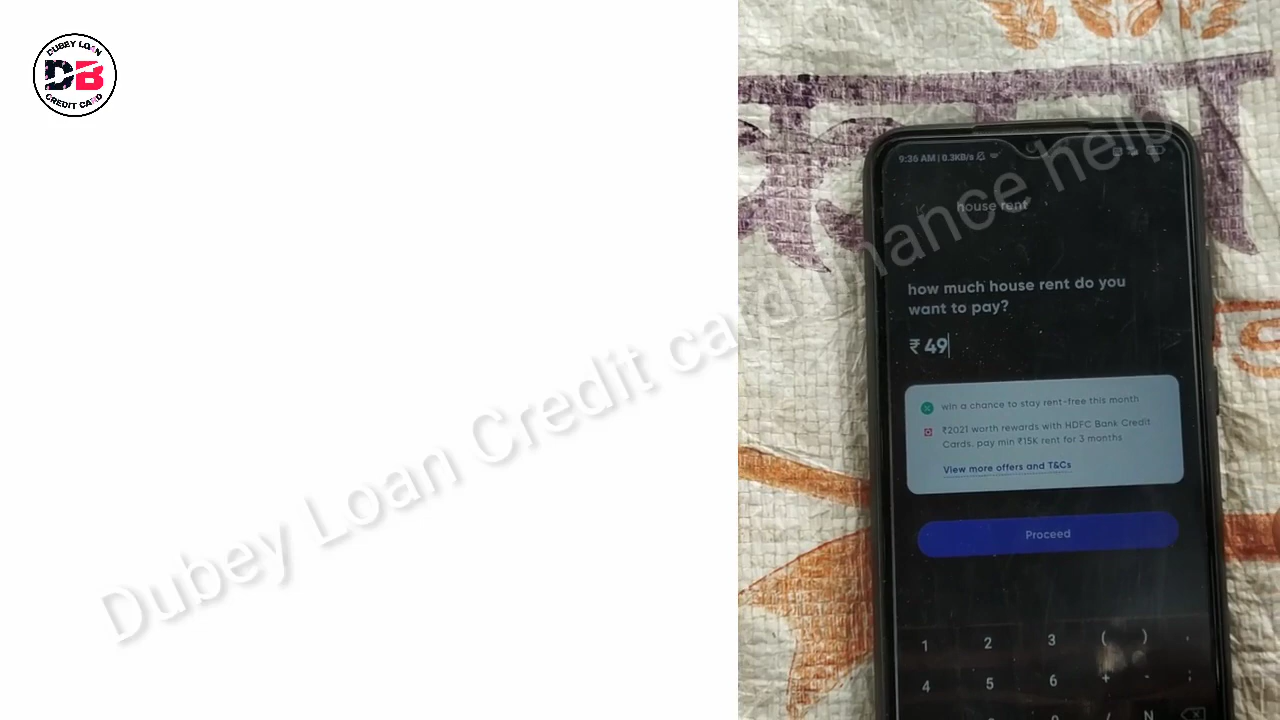 DUBEY LOAN
DB
CREDIT CARD
Dubey Loan Credit card finance help
9:36 AM | 0.3KB/s
house rent
how much house rent do you
want to pay?
₹ 49
win a chance to stay rent-free this month
₹2021 worth rewards with HDFC Bank Credit
Cards, pay min ₹15K rent for 3 months
View more offers and T&Cs
Proceed
1 2 3 ( ) ,
4 5 6 + - ;
N